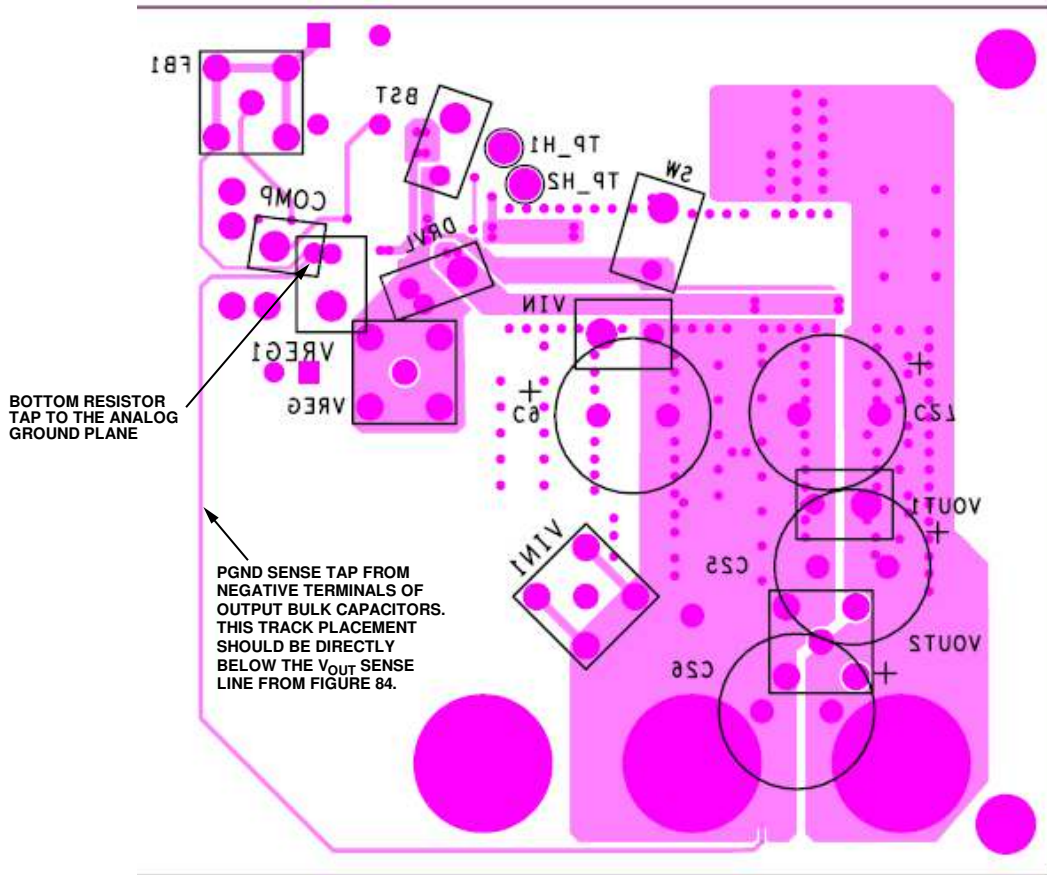 FB1
BST
TP_H1
TP_H2
SW
COMP
DRVL
VIN
VREG1
VREG
C6
C27
BOTTOM RESISTOR
TAP TO THE ANALOG
GROUND PLANE
VOUT1
VIN1
C25
PGND SENSE TAP FROM
NEGATIVE TERMINALS OF
OUTPUT BULK CAPACITORS.
THIS TRACK PLACEMENT
SHOULD BE DIRECTLY
BELOW THE VOUT SENSE
LINE FROM FIGURE 84.
VOUT2
C26